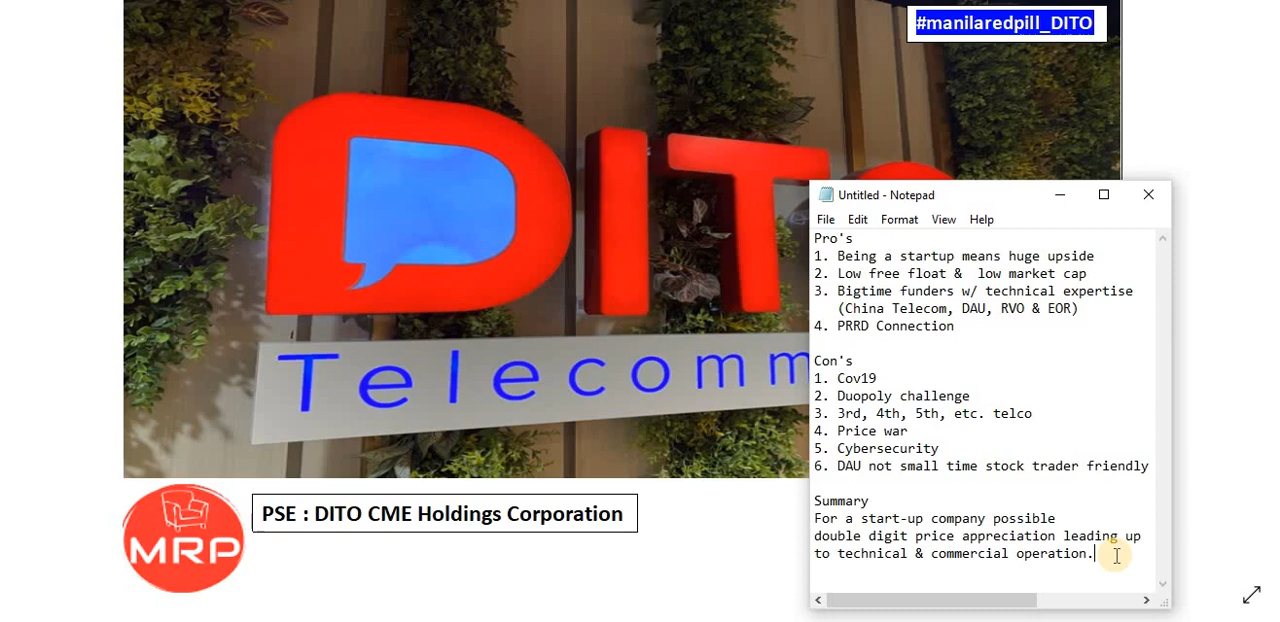 #manilaredpill_DITO
DITO
Telecomm
Untitled - Notepad
File Edit Format View Help
Pro's
1. Being a startup means huge upside
2. Low free float &  low market cap
3. Bigtime funders w/ technical expertise
(China Telecom, DAU, RVO & EOR)
4. PRRD Connection
Con's
1. Cov19
2. Duopoly challenge
3. 3rd, 4th, 5th, etc. telco
4. Price war
5. Cybersecurity
6. DAU not small time stock trader friendly
Summary
For a start-up company possible
double digit price appreciation leading up
to technical & commercial operation.
MRP
PSE : DITO CME Holdings Corporation